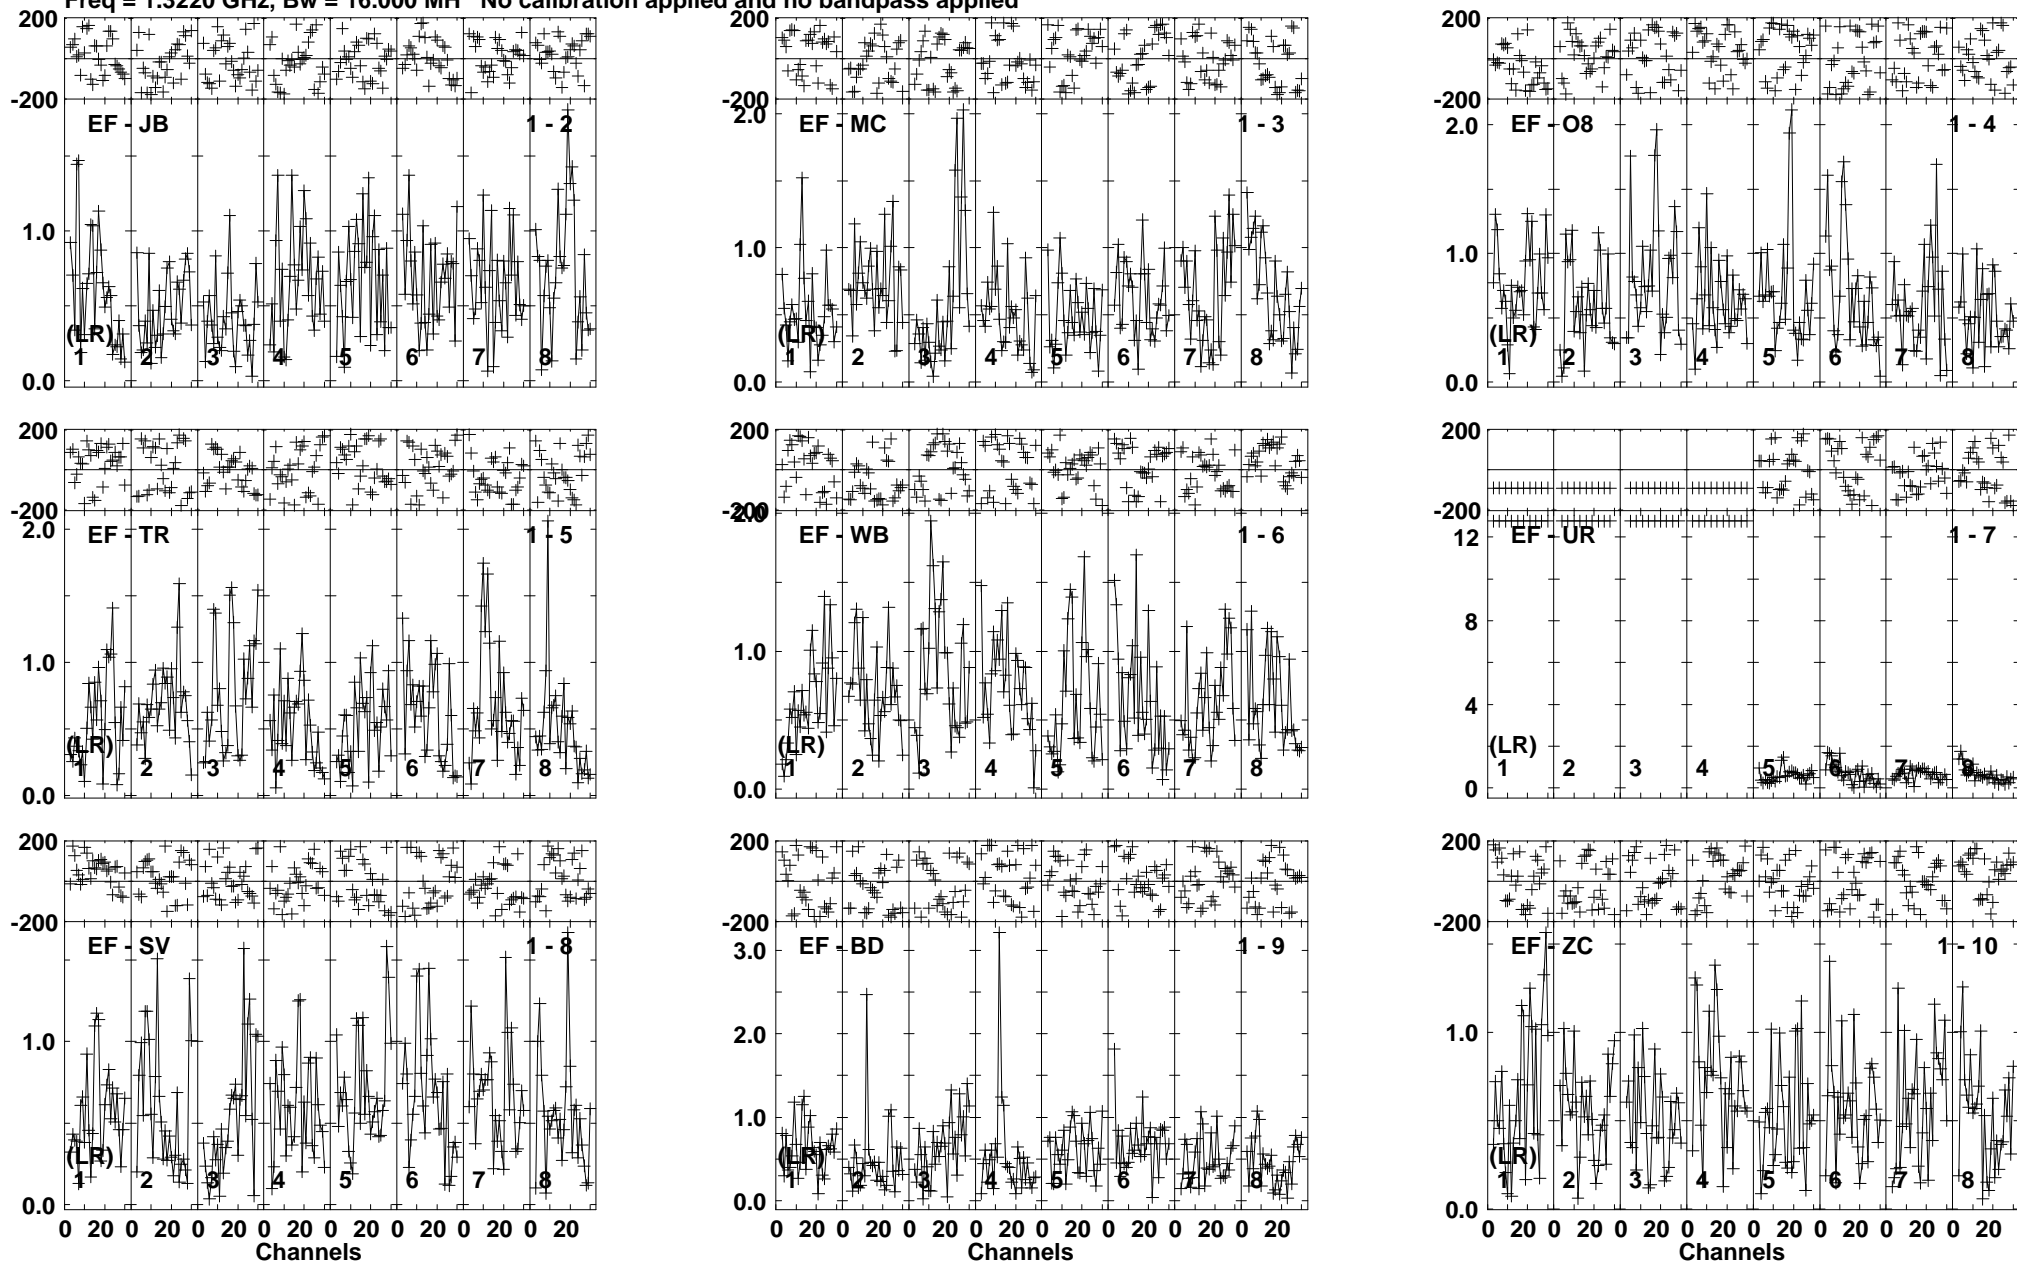 Freq = 1.3220 GHz, Bw = 16.000 MH No calibration applied and no bandpass applied
200 200 200
-200 -200 -200
EF - JB 1 - 2 EF - MC 1 - 3 EF - O8 1 - 4
2.0 2.0
1.0 1.0 1.0
(LR) (LR) (LR)
1 2 3 4 5 6 7 8 1 2 3 4 5 6 7 8 1 2 3 4 5 6 7 8
0.0 0.0 0.0
200 200 200
-200 -200 -200
2.0 2.0 12
EF - TR 1 - 5 EF - WB 1 - 6 EF - UR 1 - 7
8
1.0 1.0
4
(LR) (LR) (LR)
1 2 3 4 5 6 7 8 1 2 3 4 5 6 7 8 1 2 3 4 5 6 7 8
0.0 0.0 0
200 200 200
-200 -200 -200
EF - SV 1 - 8 EF - BD 1 - 9 EF - ZC 1 - 10
3.0
2.0
1.0 1.0 1.0
(LR) (LR) (LR)
1 2 3 4 5 6 7 8 1 2 3 4 5 6 7 8 1 2 3 4 5 6 7 8
0.0 0.0 0.0
0 20 0 20 0 20 0 20 0 20 0 20 0 20 0 20 0 20 0 20 0 20 0 20 0 20 0 20 0 20 0 20 0 20 0 20 0 20 0 20 0 20 0 20 0 20 0 20
Channels Channels Channels